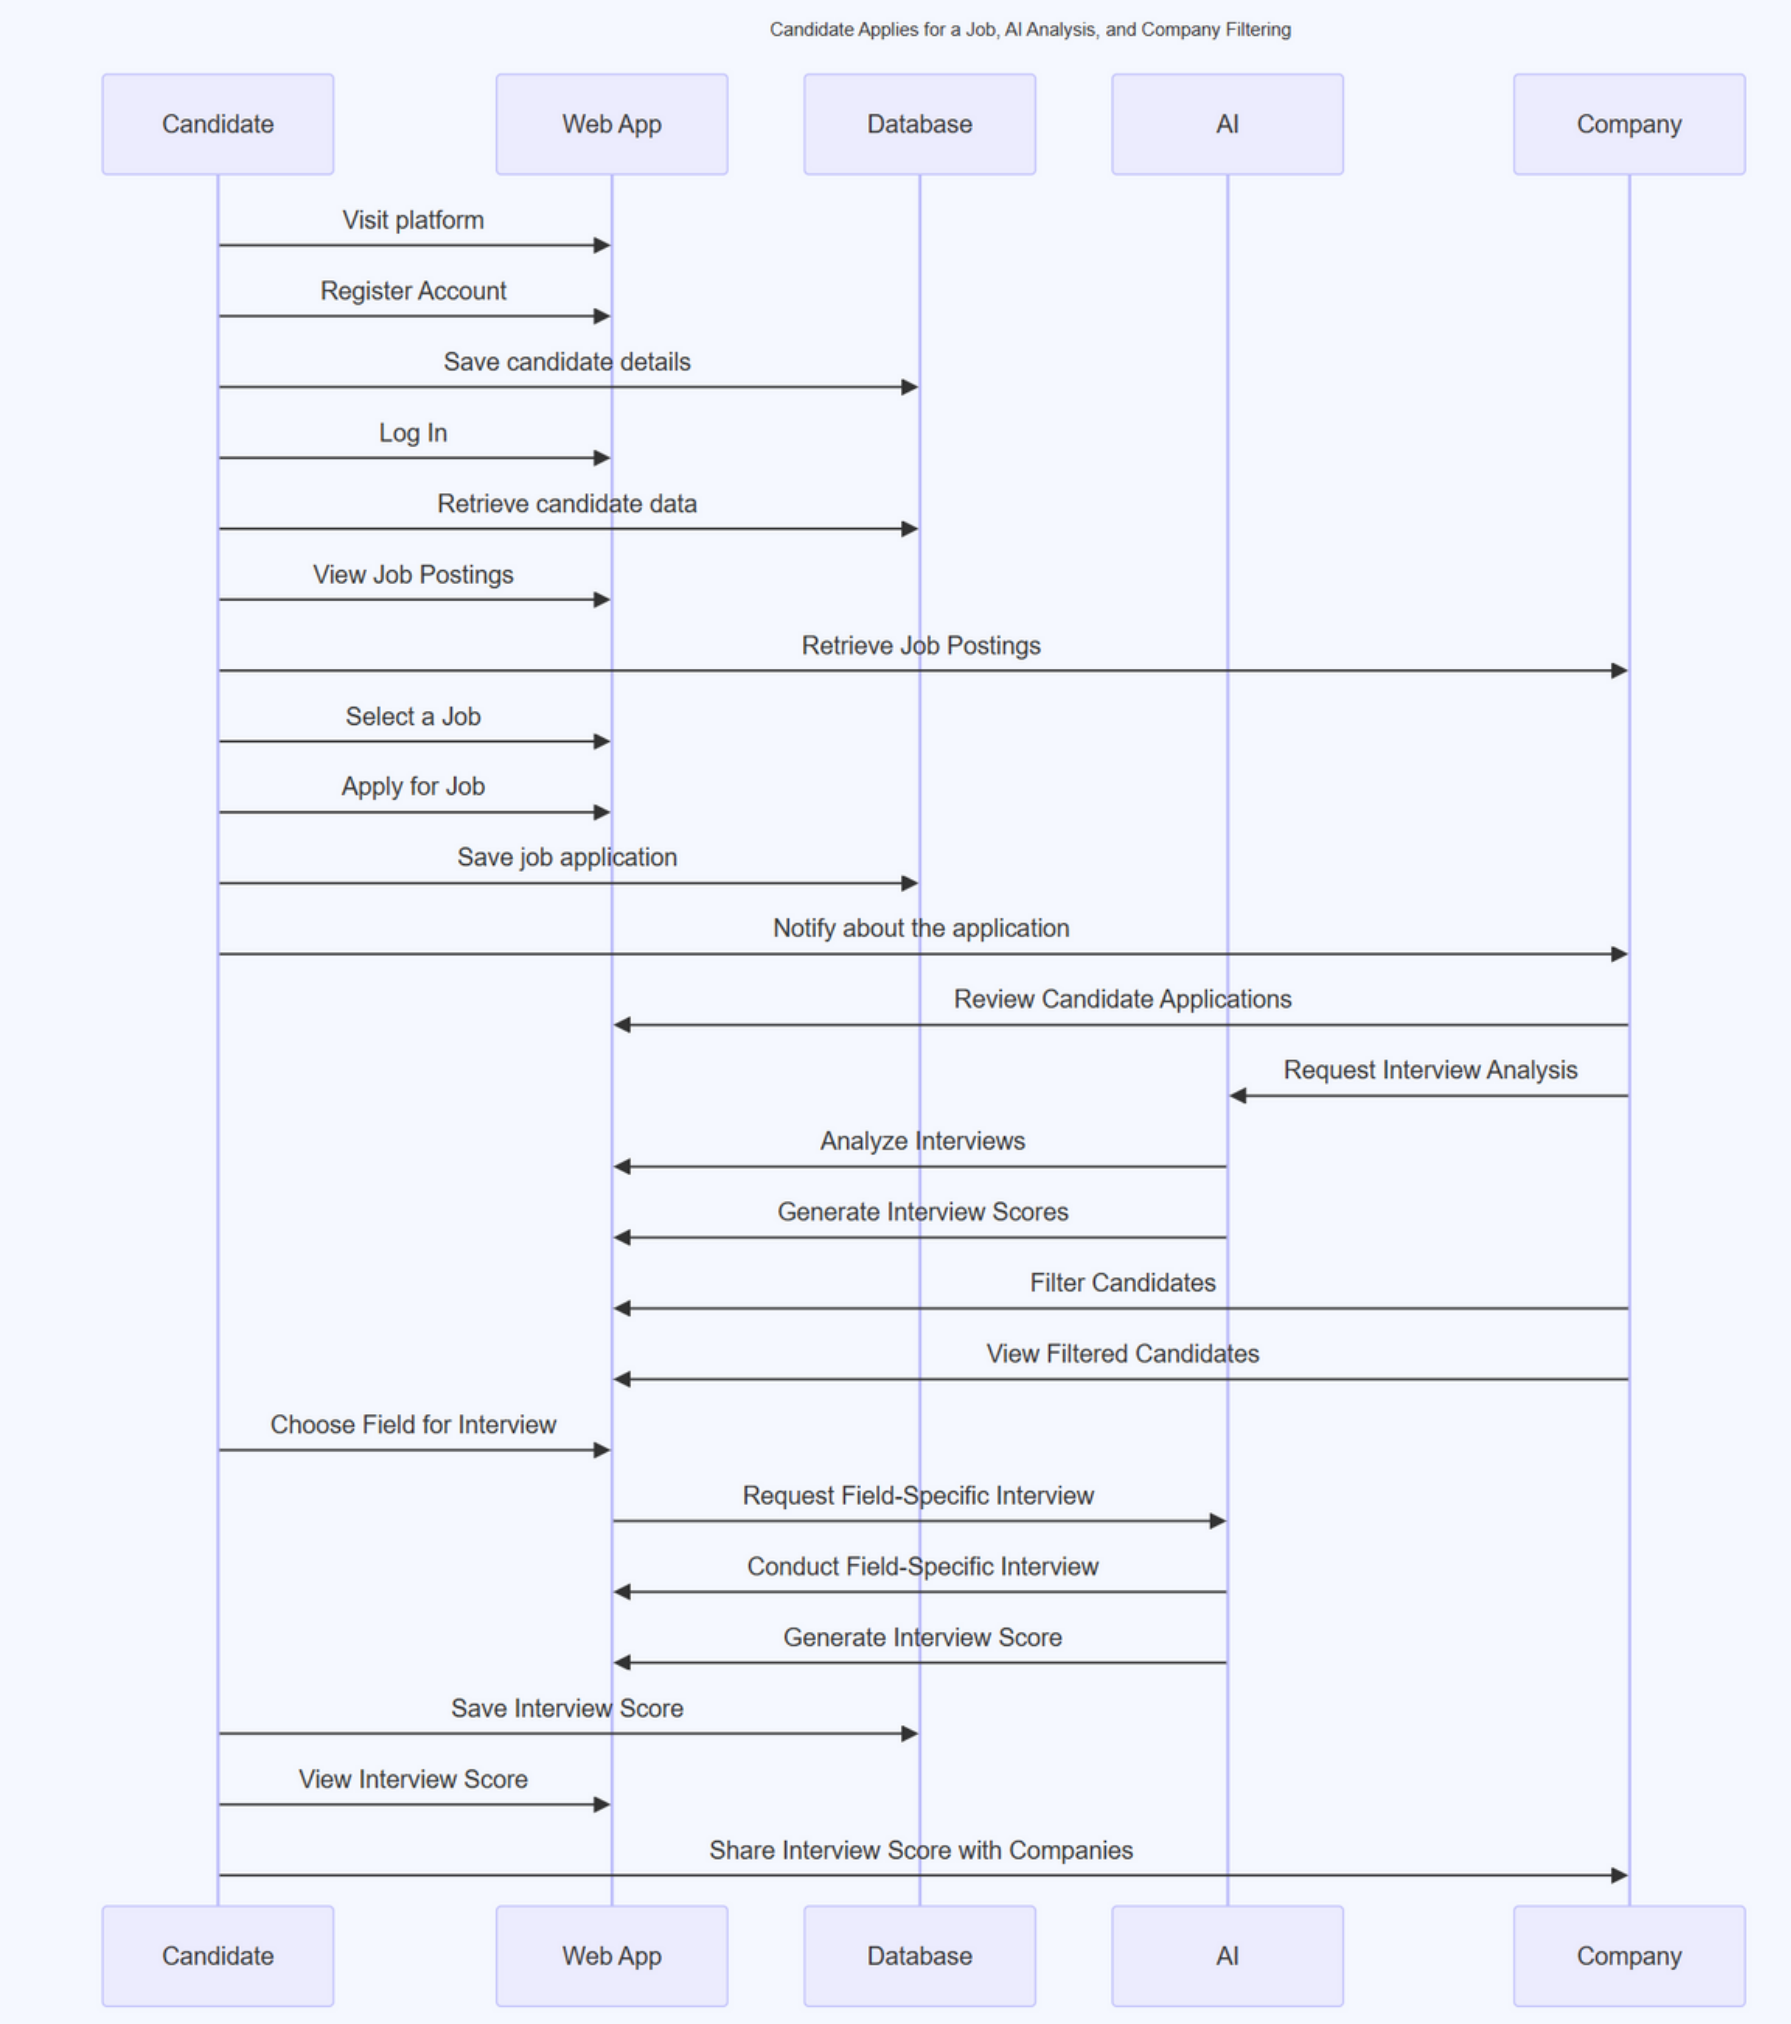 Candidate Applies for a Job, AI Analysis, and Company Filtering
Candidate
Web App
Database
AI
Company
Visit platform
Register Account
Save candidate details
Log In
Retrieve candidate data
View Job Postings
Retrieve Job Postings
Select a Job
Apply for Job
Save job application
Notify about the application
Review Candidate Applications
Request Interview Analysis
Analyze Interviews
Generate Interview Scores
Filter Candidates
View Filtered Candidates
Choose Field for Interview
Request Field-Specific Interview
Conduct Field-Specific Interview
Generate Interview Score
Save Interview Score
View Interview Score
Share Interview Score with Companies
Candidate
Web App
Database
AI
Company